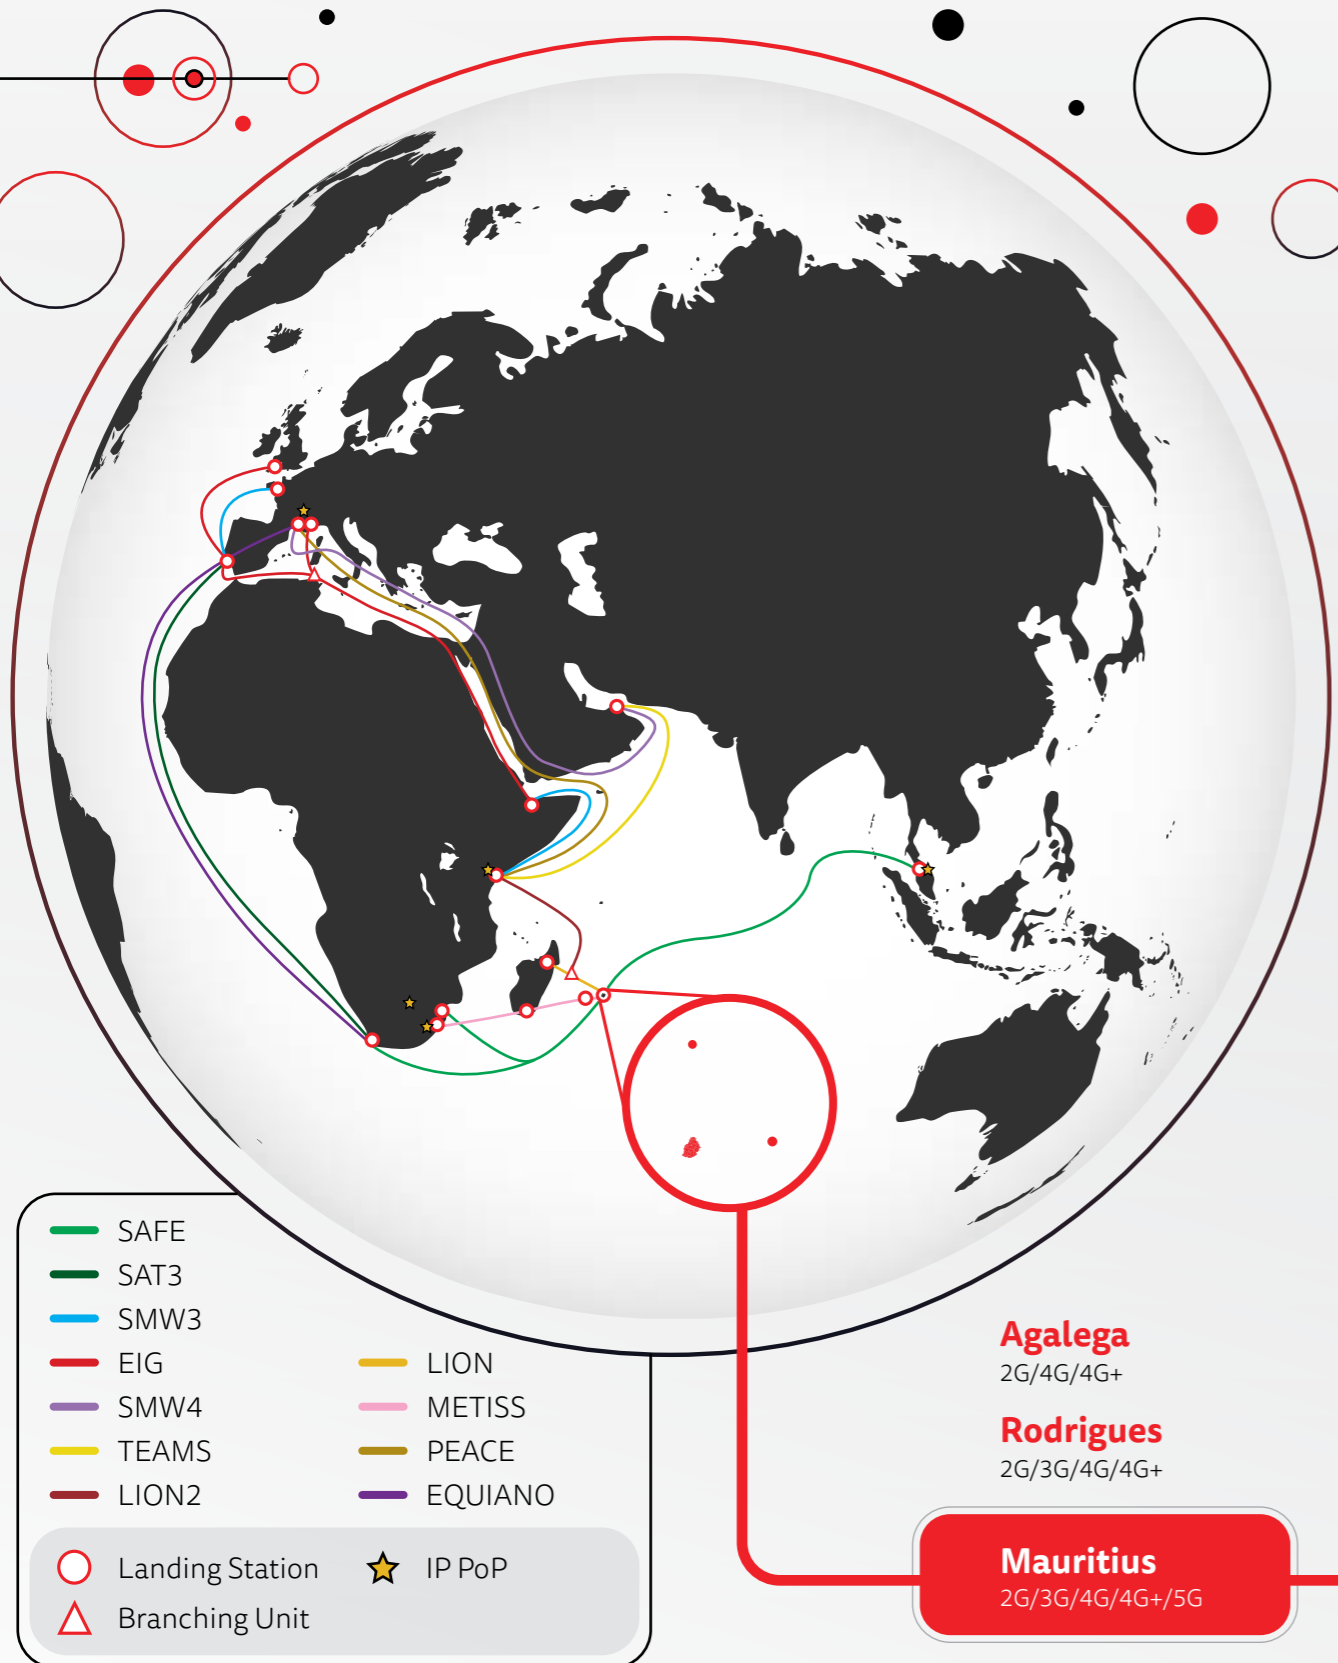 SAFE
SAT3
SMW3
EIG
SMW4
TEAMS
LION2
LION
METISS
PEACE
EQUIANO
Landing Station
IP PoP
Branching Unit
Agalega
2G/4G/4G+
Rodrigues
2G/3G/4G/4G+
Mauritius
2G/3G/4G/4G+/5G